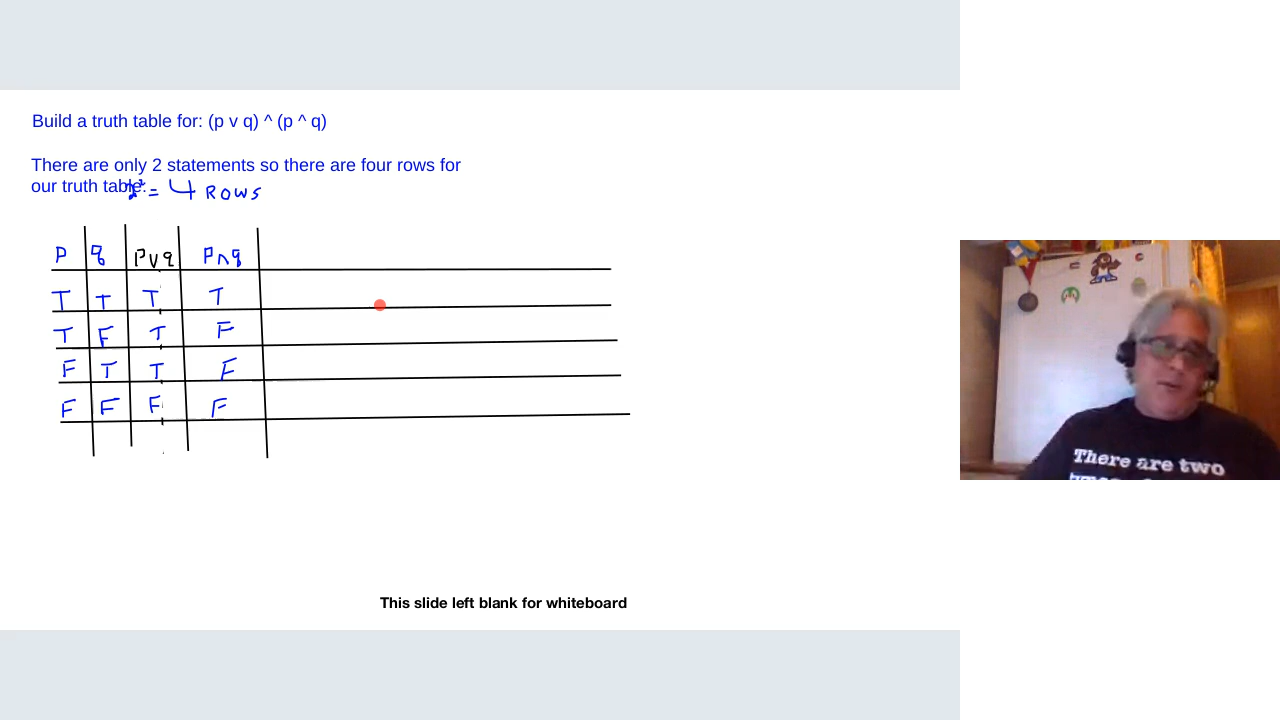 Build a truth table for: (p v q) ^ (p ^ q)
There are only 2 statements so there are four rows for
our truth table.
2² = 4 ROWS
P q P v q P ∧ q
T T T T
T F T F
F T T F
F F F F
There are two
This slide left blank for whiteboard